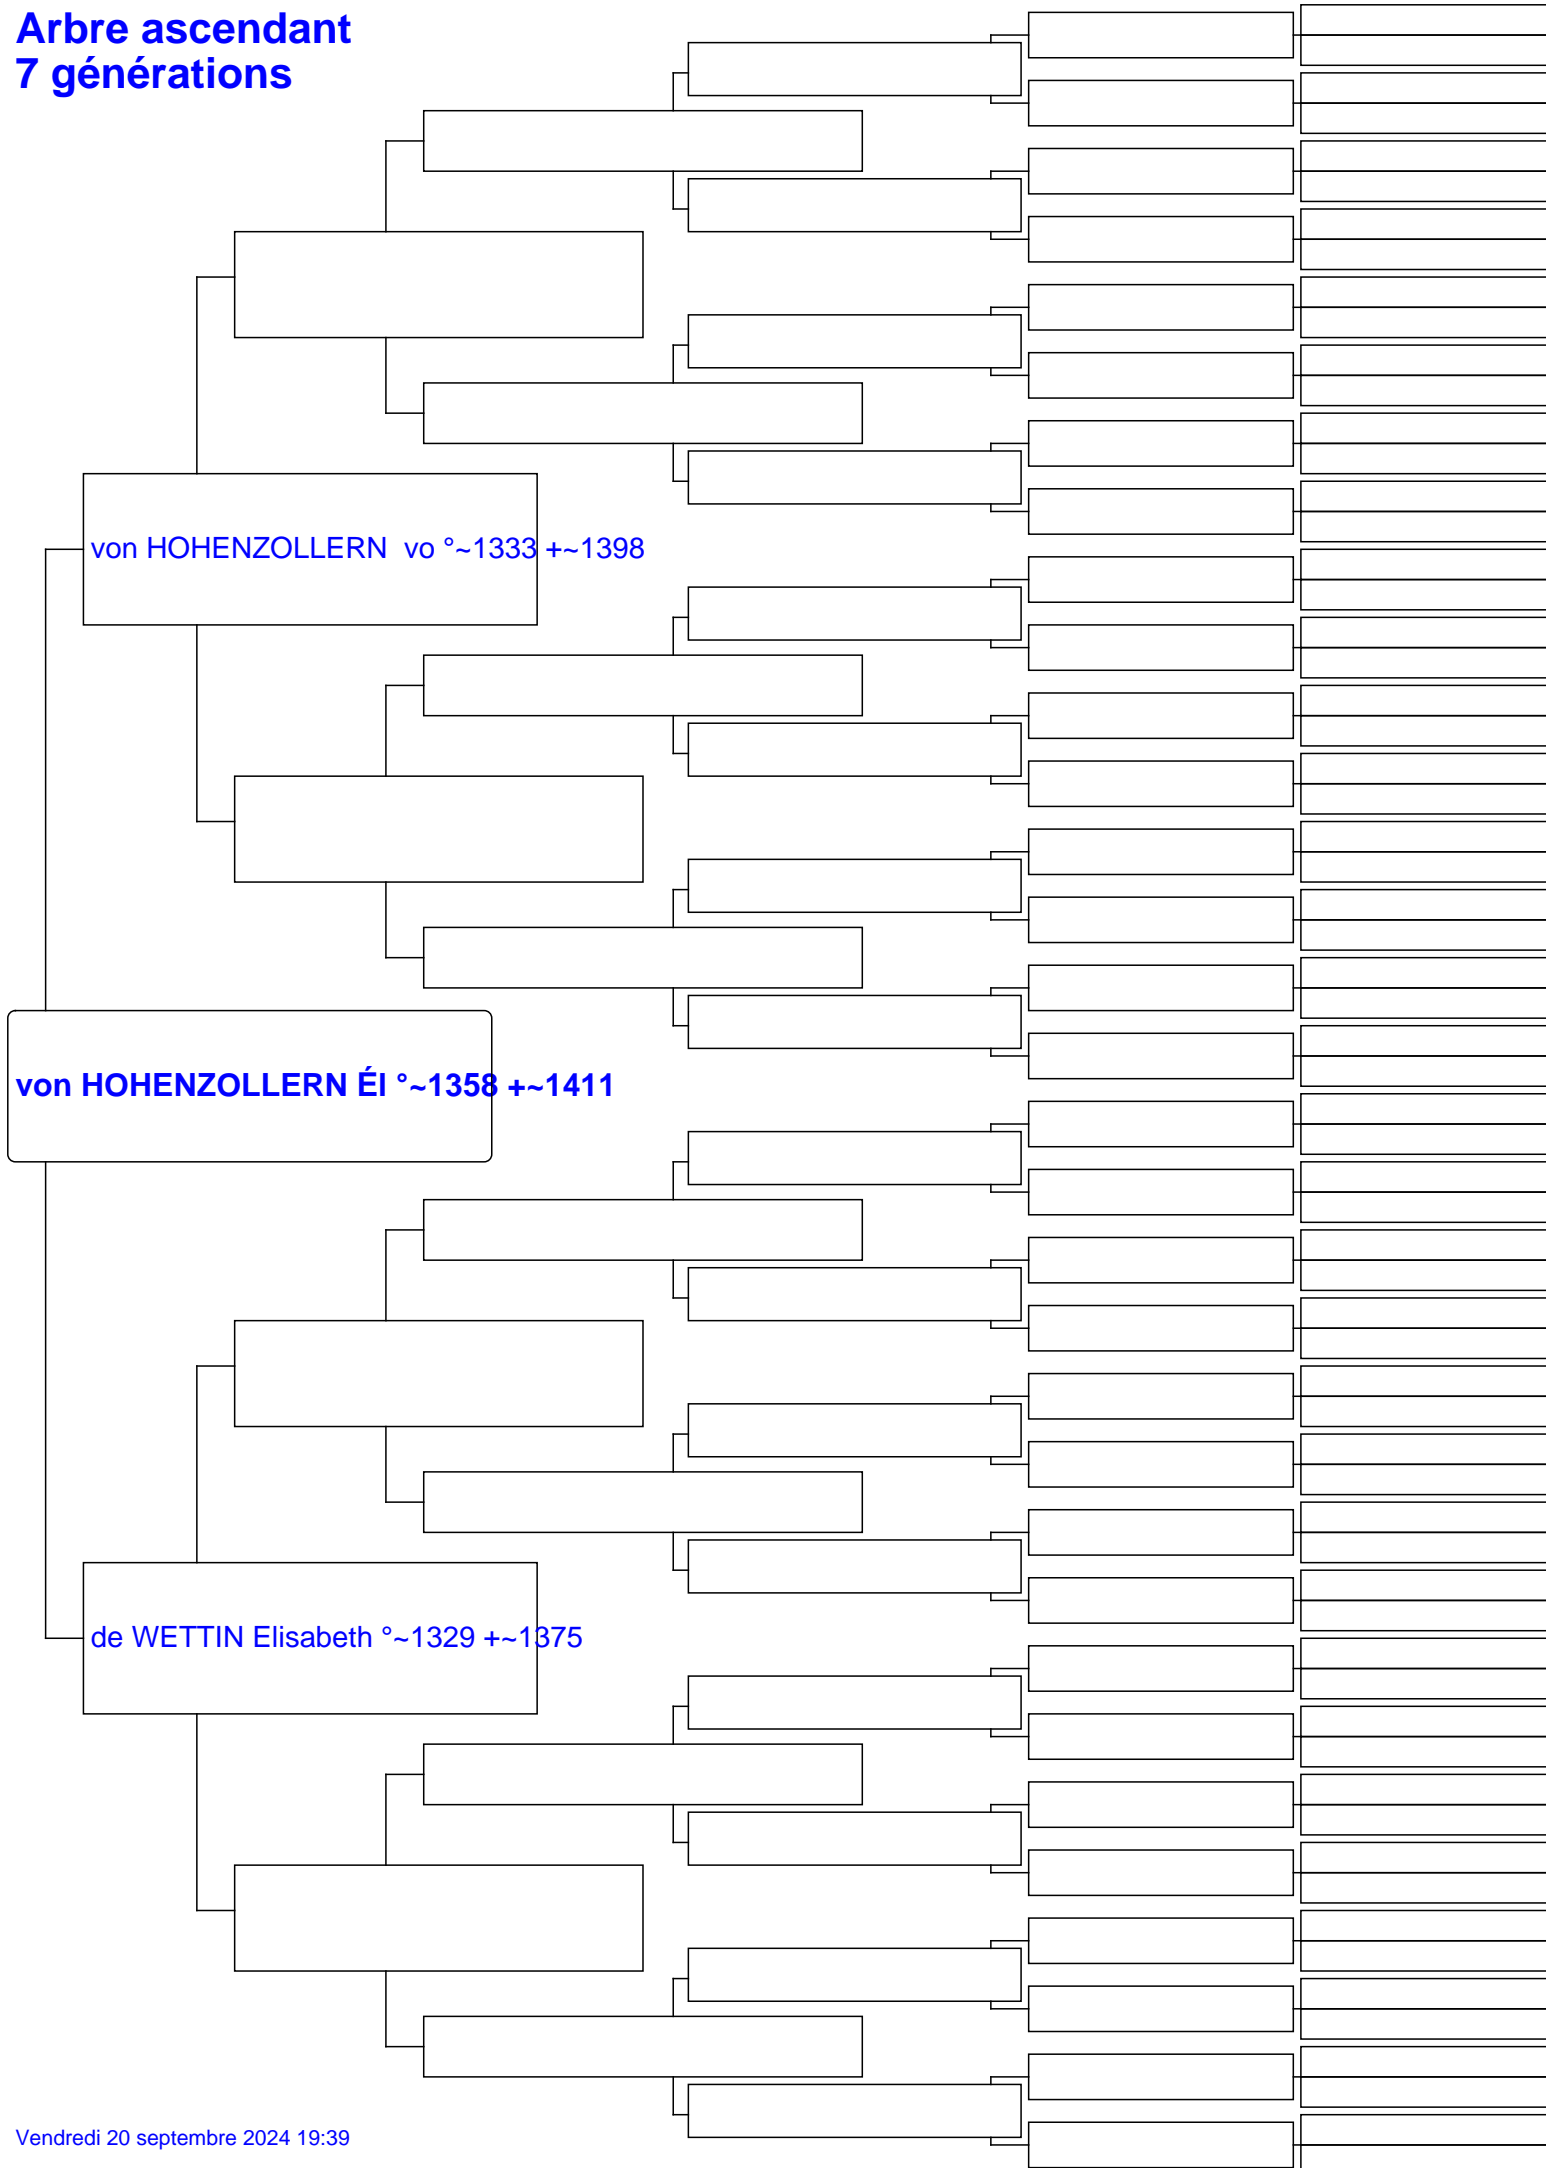 Arbre ascendant
7 générations
von HOHENZOLLERN  vo °~1333 +~1398
von HOHENZOLLERN Él °~1358 +~1411
de WETTIN Elisabeth °~1329 +~1375
Vendredi 20 septembre 2024 19:39